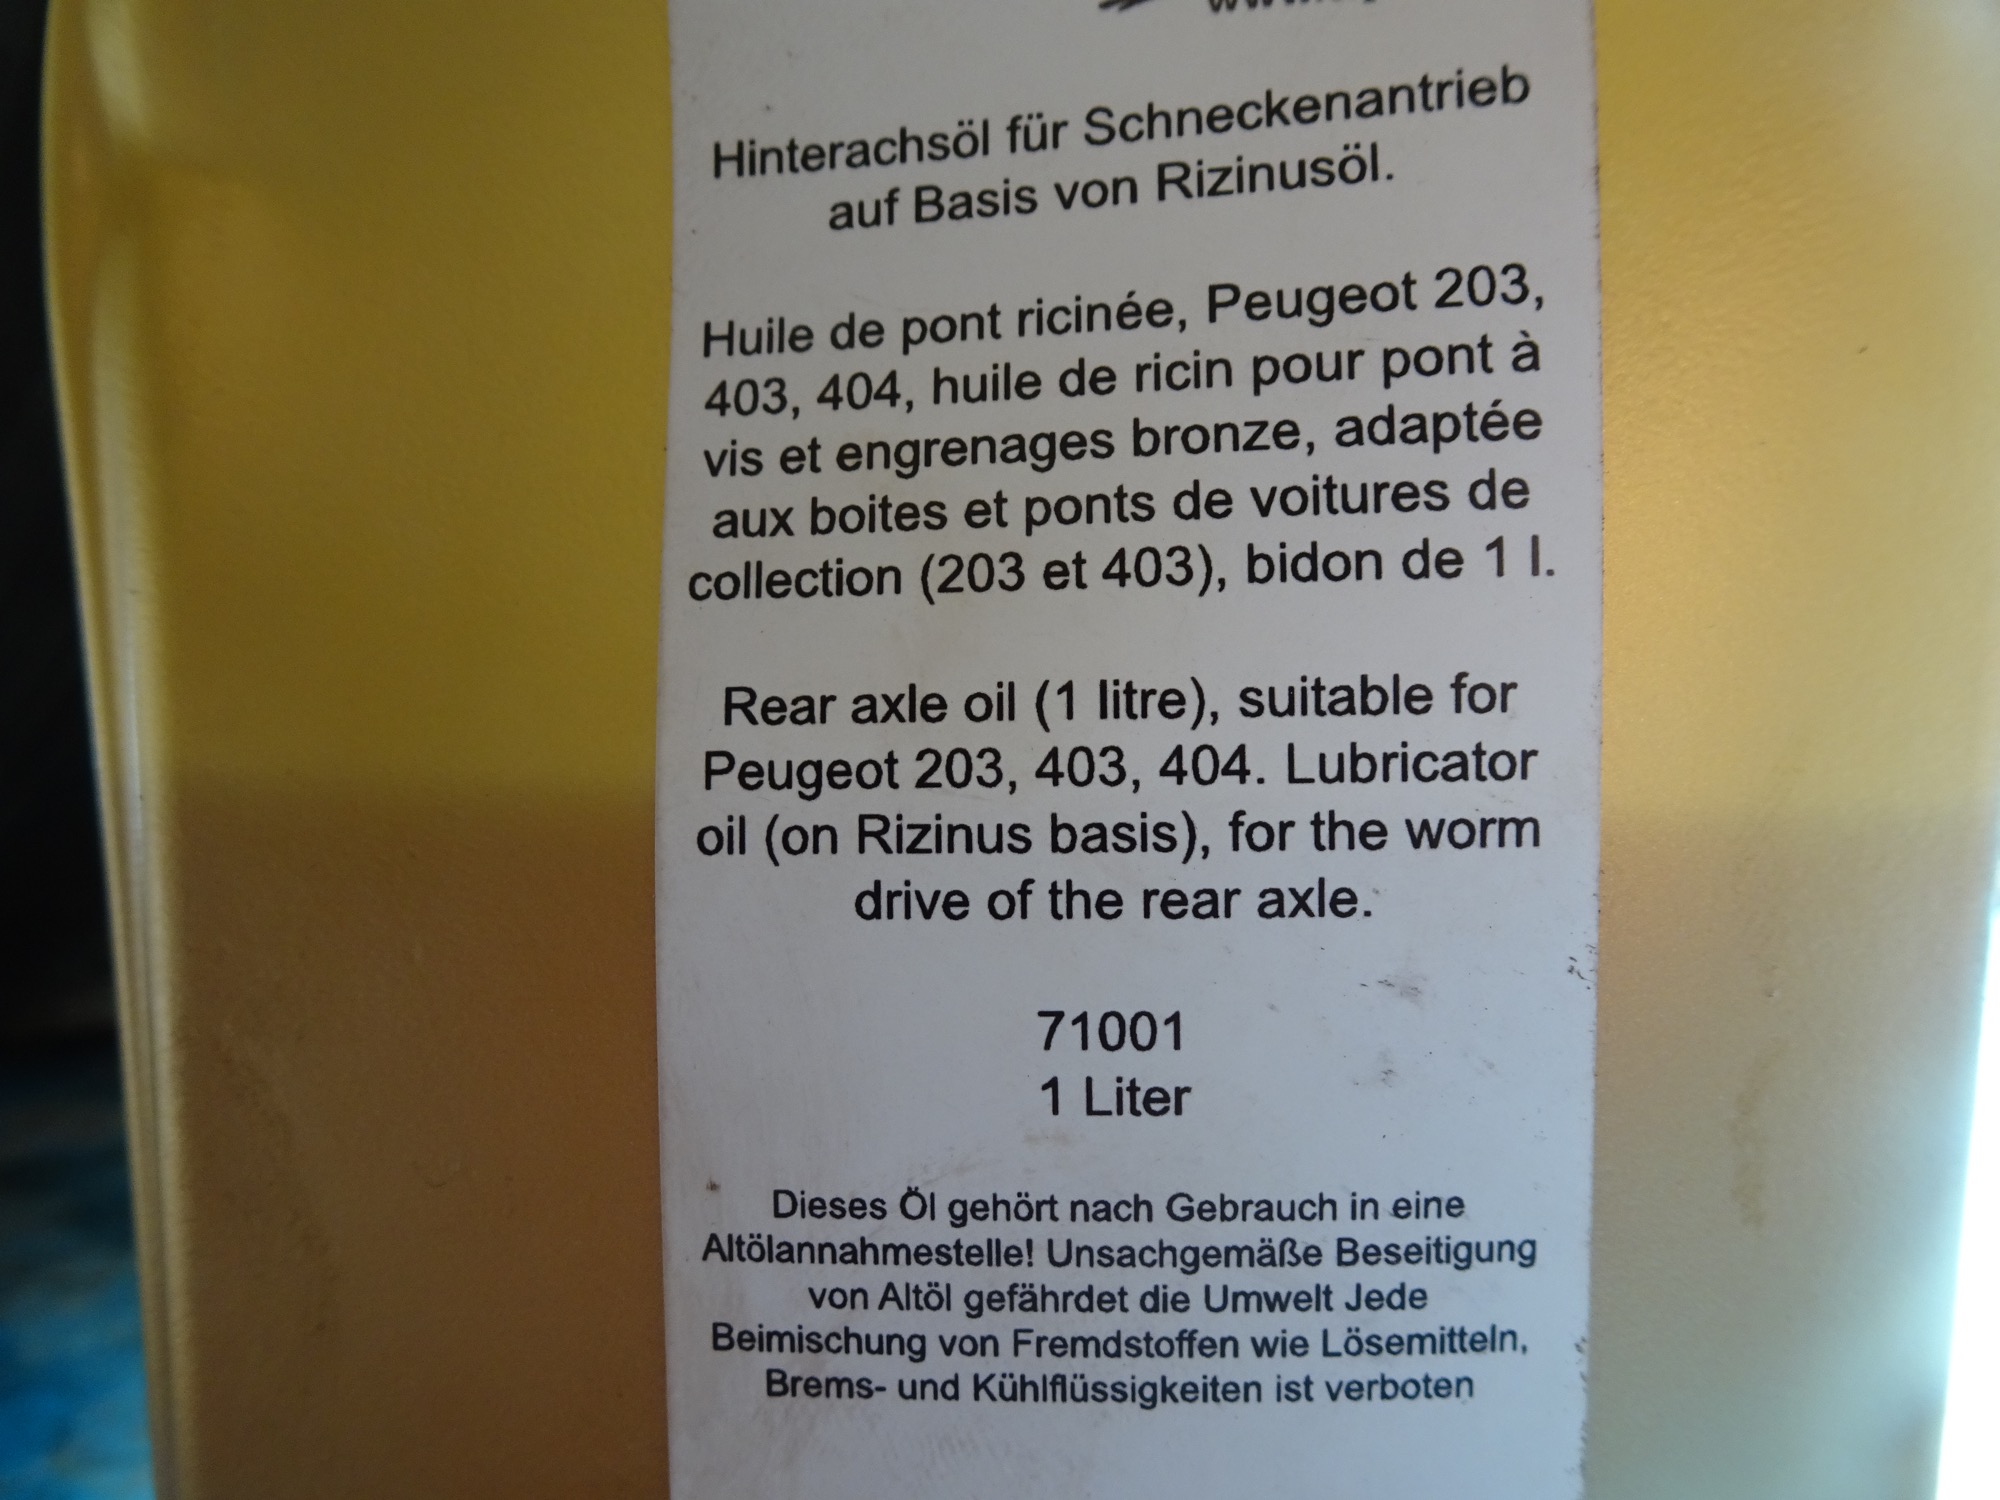 Hinterachsöl für Schneckenantrieb
auf Basis von Rizinusöl.
Huile de pont ricinée, Peugeot 203,
403, 404, huile de ricin pour pont à
vis et engrenages bronze, adaptée
aux boites et ponts de voitures de
collection (203 et 403), bidon de 1 l.
Rear axle oil (1 litre), suitable for
Peugeot 203, 403, 404. Lubricator
oil (on Rizinus basis), for the worm
drive of the rear axle.
71001
1 Liter
Dieses Öl gehört nach Gebrauch in eine
Altölannahmestelle! Unsachgemäße Beseitigung
von Altöl gefährdet die Umwelt Jede
Beimischung von Fremdstoffen wie Lösemitteln,
Brems- und Kühlflüssigkeiten ist verboten